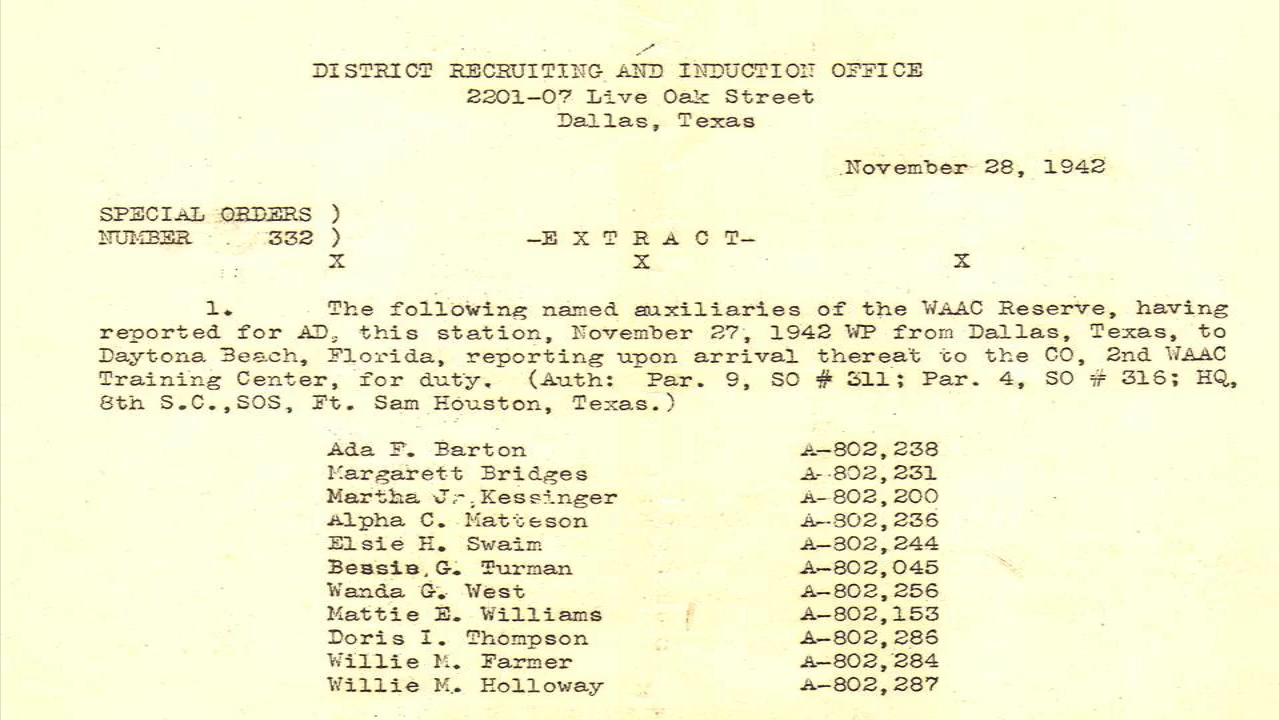 DISTRICT RECRUITING AND INDUCTION OFFICE
2201-07 Live Oak Street
Dallas, Texas
November 28, 1942
SPECIAL ORDERS )
NUMBER 332 ) -E X T R A C T-
X X X
1. The following named auxiliaries of the WAAC Reserve, having
reported for AD, this station, November 27, 1942 WP from Dallas, Texas, to
Daytona Beach, Florida, reporting upon arrival thereat to the CO, 2nd WAAC
Training Center, for duty. (Auth: Par. 9, SO # 311; Par. 4, SO # 316; HQ,
8th S.C.,SOS, Ft. Sam Houston, Texas.)
Ada F. Barton A-802,238
Margarett Bridges A-802,231
Martha J. Kessinger A-802,200
Alpha C. Matteson A-802,236
Elsie H. Swaim A-802,244
Bessie G. Turman A-802,045
Wanda G. West A-802,256
Mattie E. Williams A-802,153
Doris I. Thompson A-802,286
Willie M. Farmer A-802,284
Willie M. Holloway A-802,287